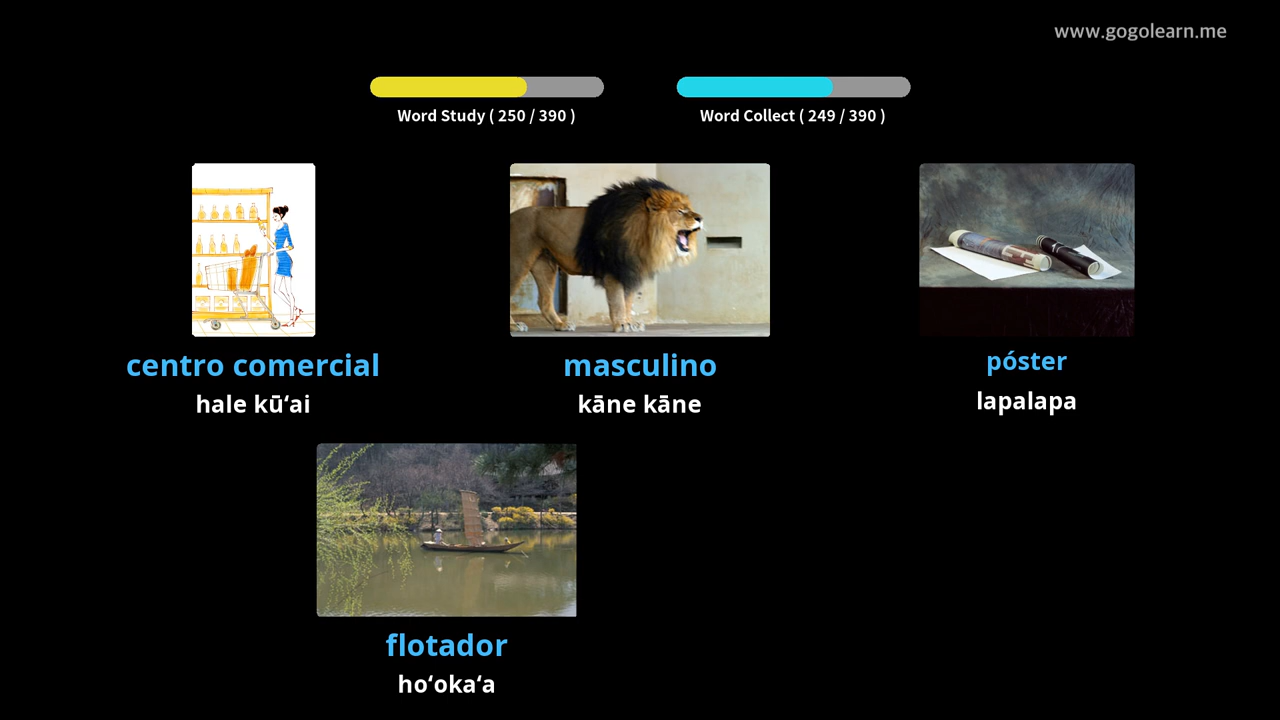 www.gogolearn.me
Word Study ( 250 / 390 )
Word Collect ( 249 / 390 )
centro comercial
hale kūʻai
masculino
kāne kāne
póster
lapalapa
flotador
hoʻokaʻa